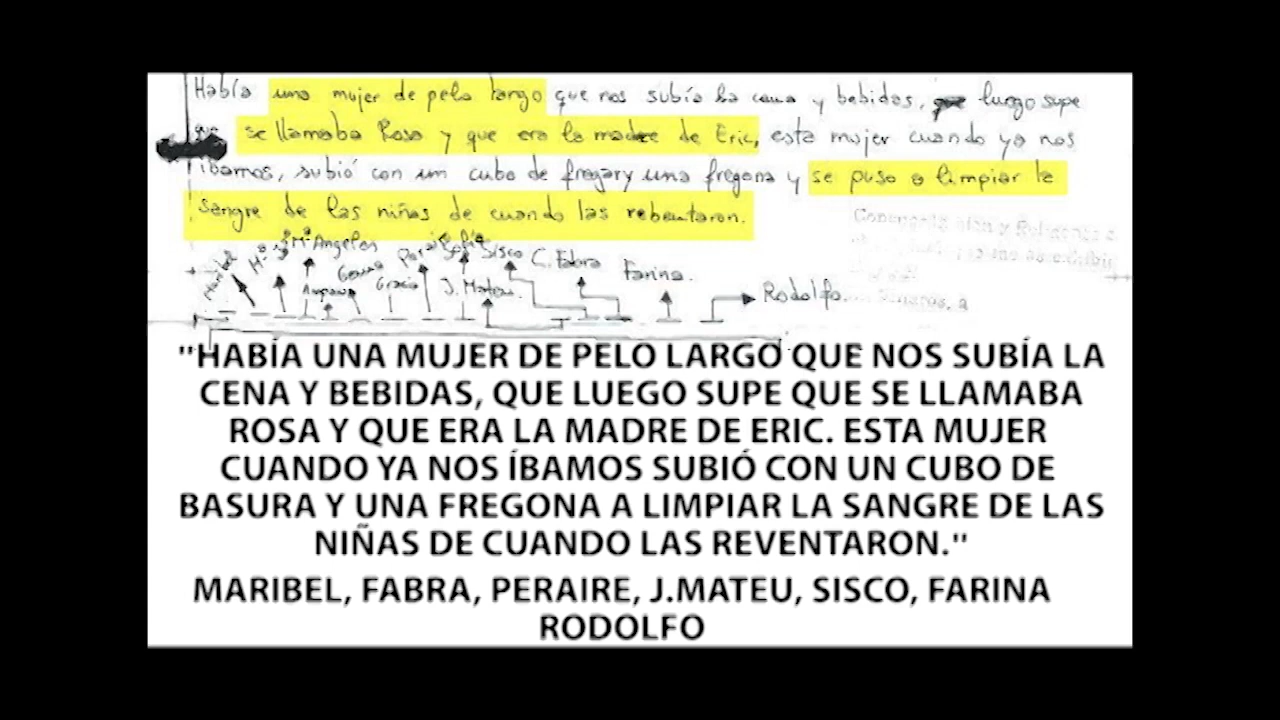 Había una mujer de pelo largo que nos subía la cena y bebidas, que luego supe
que se llamaba Rosa y que era la madre de Eric, esta mujer cuando ya nos
íbamos, subió con un cubo de fregar y una fregona y se puso a limpiar la
sangre de las niñas de cuando las rebentaron.
Mª Angeles
Sisco C. Fabra Farina.
Maribel
Amparo Gracia J. Mateu. Rodolfo.
"HABÍA UNA MUJER DE PELO LARGO QUE NOS SUBÍA LA
CENA Y BEBIDAS, QUE LUEGO SUPE QUE SE LLAMABA
ROSA Y QUE ERA LA MADRE DE ERIC. ESTA MUJER
CUANDO YA NOS ÍBAMOS SUBIÓ CON UN CUBO DE
BASURA Y UNA FREGONA A LIMPIAR LA SANGRE DE LAS
NIÑAS DE CUANDO LAS REVENTARON."
MARIBEL, FABRA, PERAIRE, J.MATEU, SISCO, FARINA
RODOLFO